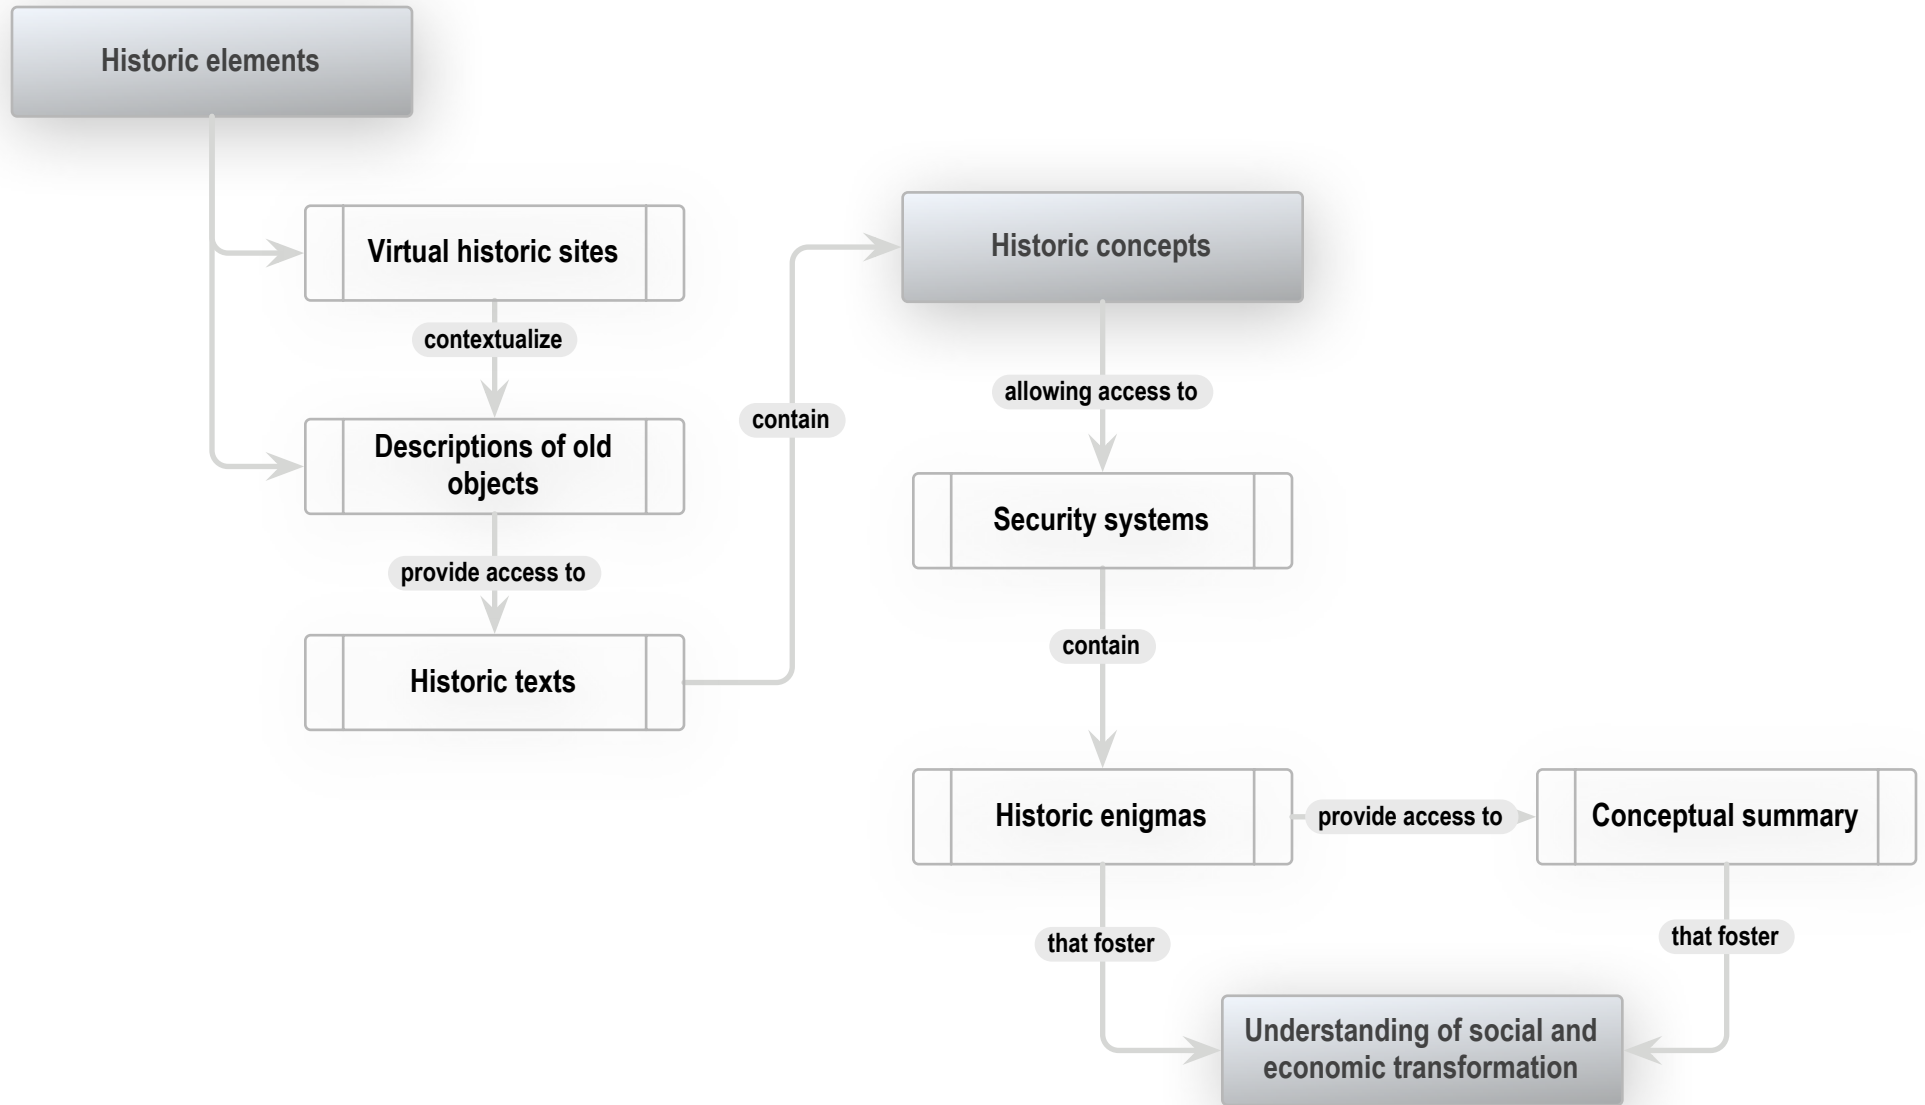 Historic elements
Virtual historic sites
contextualize
Descriptions of old
objects
provide access to
Historic texts
contain
Historic concepts
allowing access to
Security systems
contain
Historic enigmas
provide access to
Conceptual summary
that foster
that foster
Understanding of social and
economic transformation